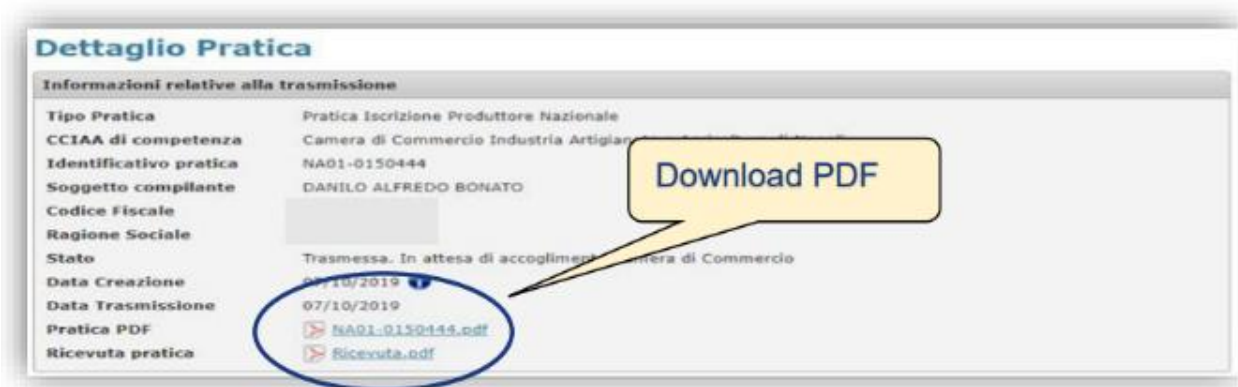 Dettaglio Pratica
Informazioni relative alla trasmissione
Tipo Pratica Pratica Iscrizione Produttore Nazionale
CCIAA di competenza Camera di Commercio Industria
Identificativo pratica NA01-0150444
Download PDF
Soggetto compilante DANILO ALFREDO BONATO
Codice Fiscale
Ragione Sociale
Stato Trasmessa. In attesa di di Commercio
Data Creazione 07/10/2019
Data Trasmissione 07/10/2019
Pratica PDF NA01-0150444.pdf
Ricevuta pratica Ricevuta.pdf